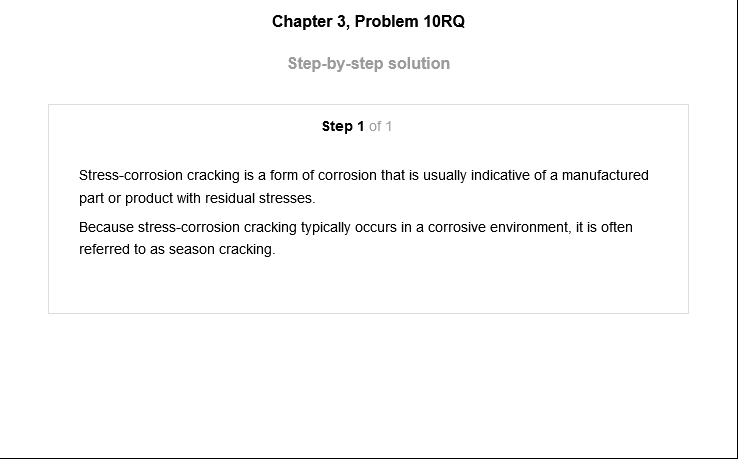 Chapter 3, Problem 10RQ
Step-by-step solution
Step 1 of 1
Stress-corrosion cracking is a form of corrosion that is usually indicative of a manufactured
part or product with residual stresses.
Because stress-corrosion cracking typically occurs in a corrosive environment, it is often
referred to as season cracking.